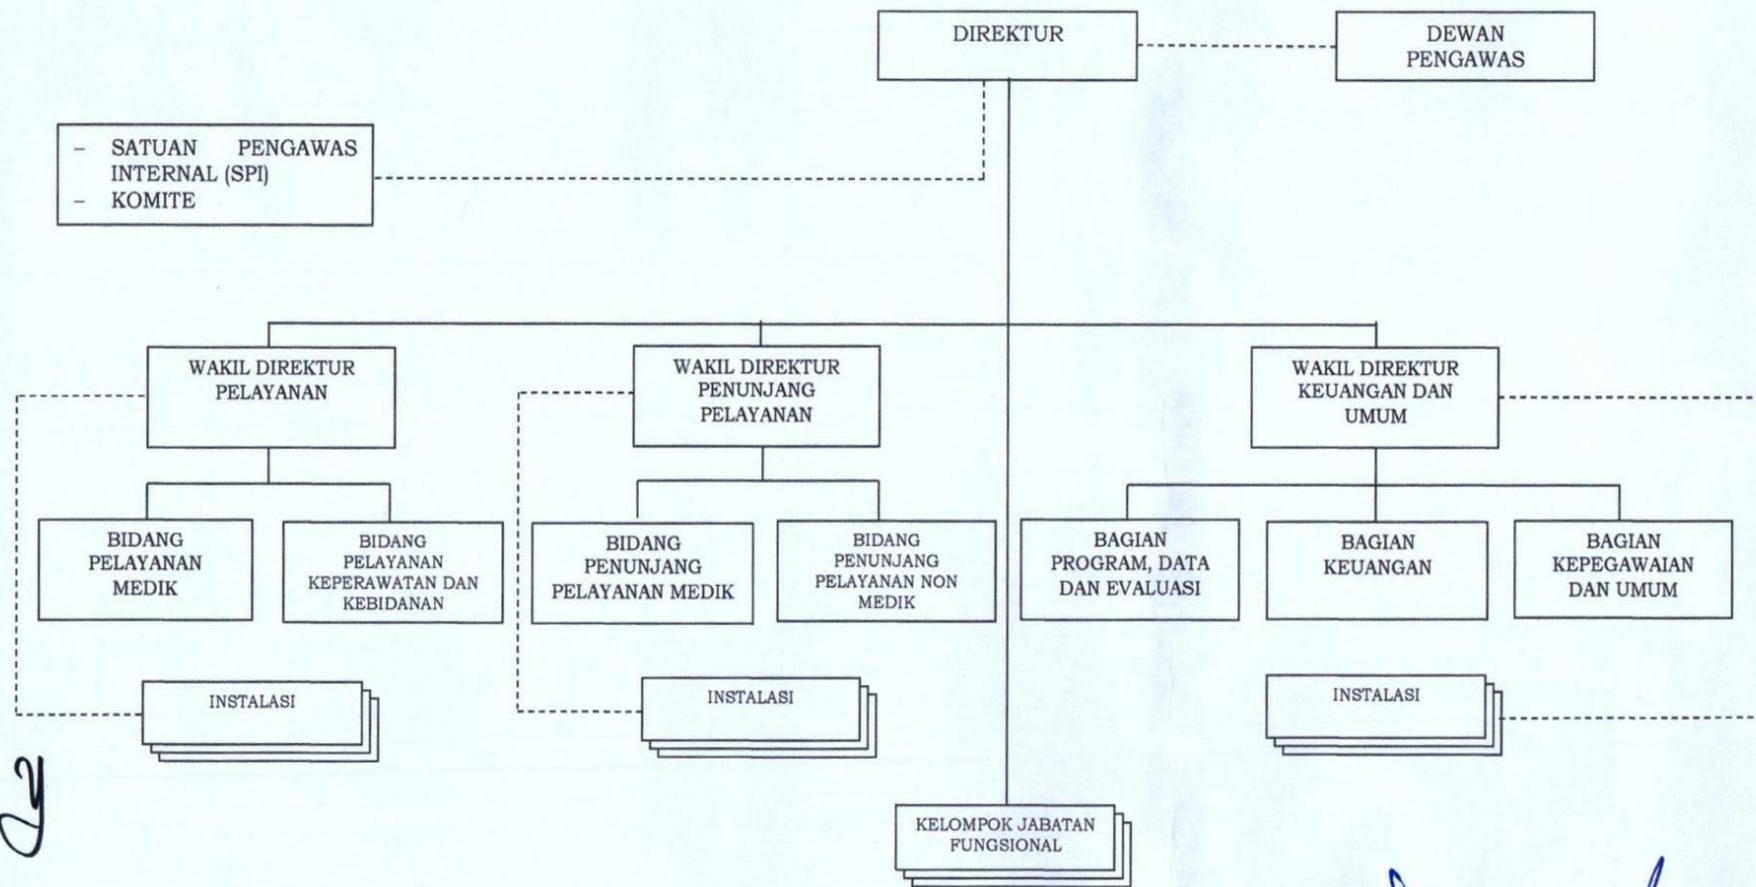 DIREKTUR
DEWAN
PENGAWAS
– SATUAN PENGAWAS
INTERNAL (SPI)
– KOMITE
WAKIL DIREKTUR
PELAYANAN
WAKIL DIREKTUR
PENUNJANG
PELAYANAN
WAKIL DIREKTUR
KEUANGAN DAN
UMUM
BIDANG
PELAYANAN
MEDIK
BIDANG
PELAYANAN
KEPERAWATAN DAN
KEBIDANAN
BIDANG
PENUNJANG
PELAYANAN MEDIK
BIDANG
PENUNJANG
PELAYANAN NON
MEDIK
BAGIAN
PROGRAM, DATA
DAN EVALUASI
BAGIAN
KEUANGAN
BAGIAN
KEPEGAWAIAN
DAN UMUM
INSTALASI
INSTALASI
INSTALASI
KELOMPOK JABATAN
FUNGSIONAL